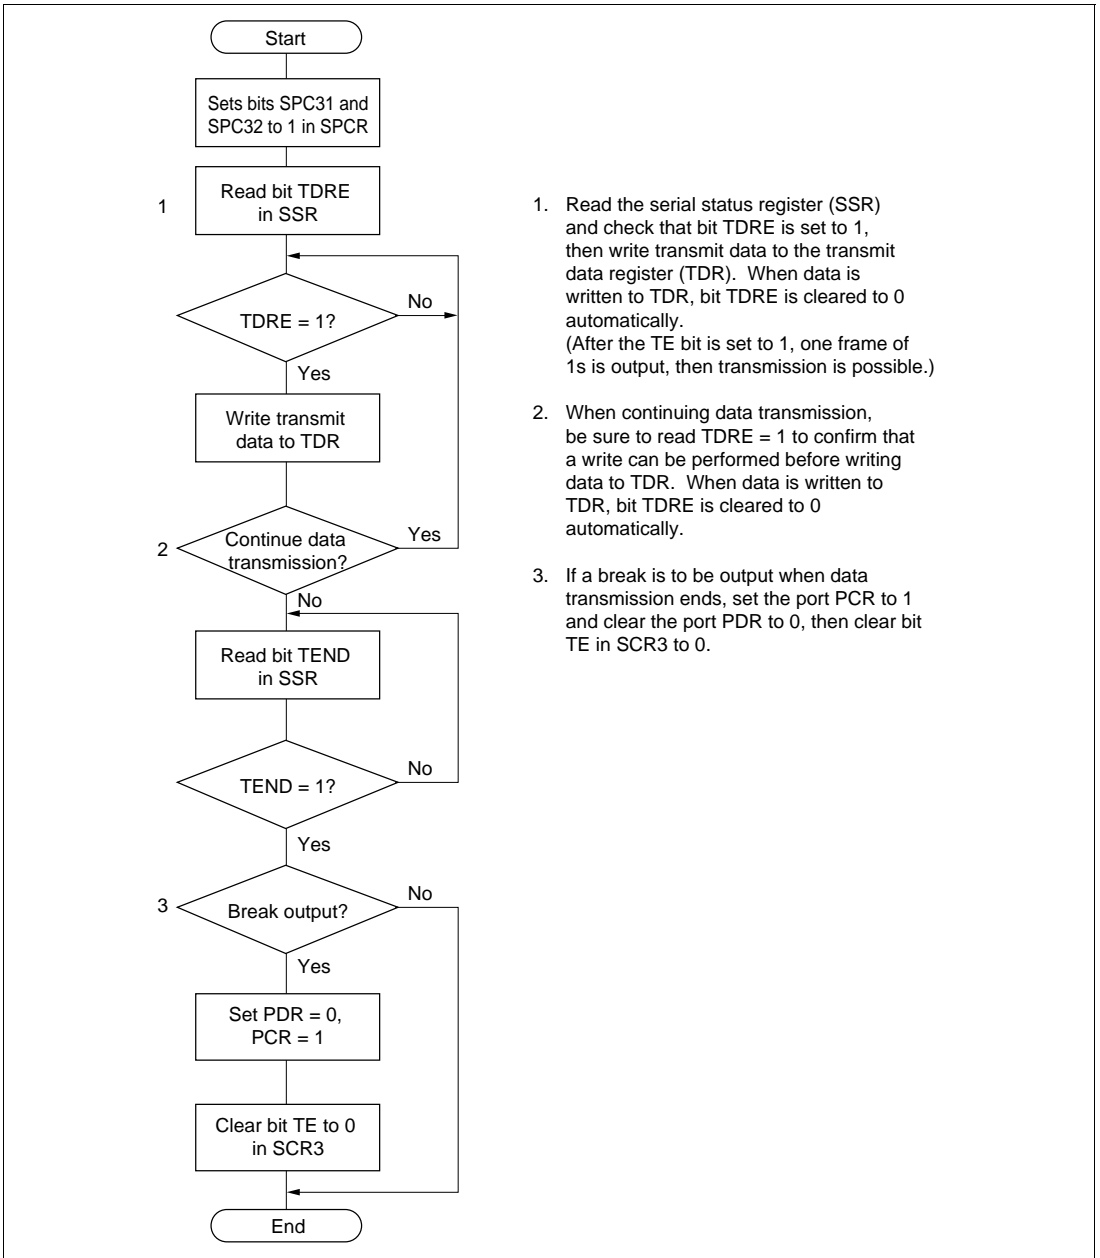 Start
Sets bits SPC31 and
SPC32 to 1 in SPCR
1
Read bit TDRE
in SSR
TDRE = 1?
No
Yes
Write transmit
data to TDR
2
Continue data
transmission?
Yes
No
Read bit TEND
in SSR
TEND = 1?
No
Yes
3
Break output?
No
Yes
Set PDR = 0,
PCR = 1
Clear bit TE to 0
in SCR3
End
1. Read the serial status register (SSR)
and check that bit TDRE is set to 1,
then write transmit data to the transmit
data register (TDR). When data is
written to TDR, bit TDRE is cleared to 0
automatically.
(After the TE bit is set to 1, one frame of
1s is output, then transmission is possible.)
2. When continuing data transmission,
be sure to read TDRE = 1 to confirm that
a write can be performed before writing
data to TDR. When data is written to
TDR, bit TDRE is cleared to 0
automatically.
3. If a break is to be output when data
transmission ends, set the port PCR to 1
and clear the port PDR to 0, then clear bit
TE in SCR3 to 0.